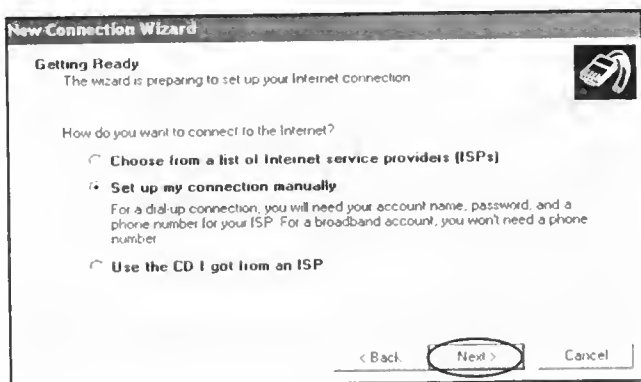 New Connection Wizard
Getting Ready
The wizard is preparing to set up your Internet connection
How do you want to connect to the Internet?
Choose from a list of Internet service providers (ISPs)
Set up my connection manually
For a dial-up connection, you will need your account name, password, and a
phone number for your ISP. For a broadband account, you won't need a phone
number
Use the CD I got from an ISP
< Back Next > Cancel